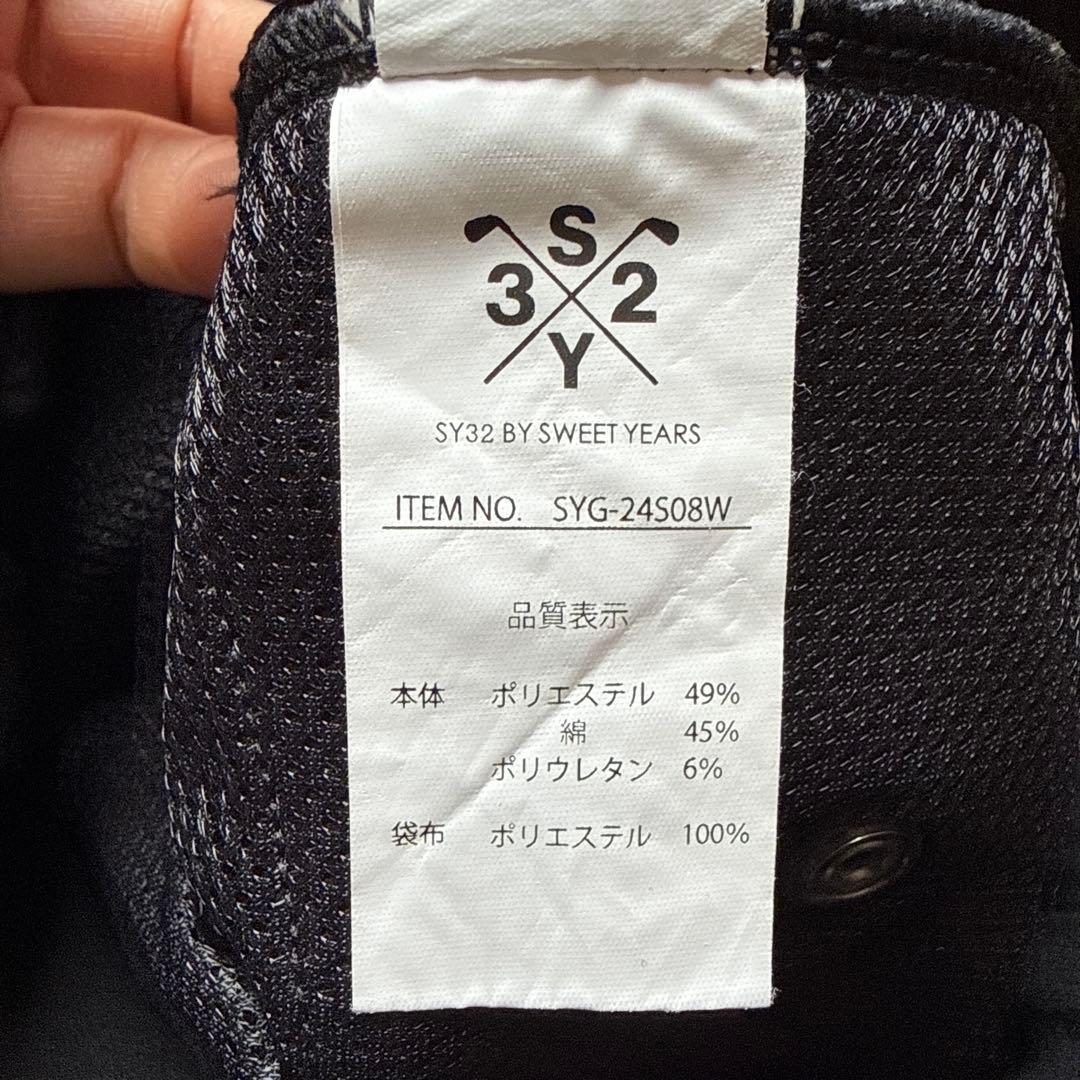 S
3 2
Y
SY32 BY SWEET YEARS
ITEM NO. SYG-24S08W
品質表示
本体 ポリエステル 49%
綿 45%
ポリウレタン 6%
袋布 ポリエステル 100%